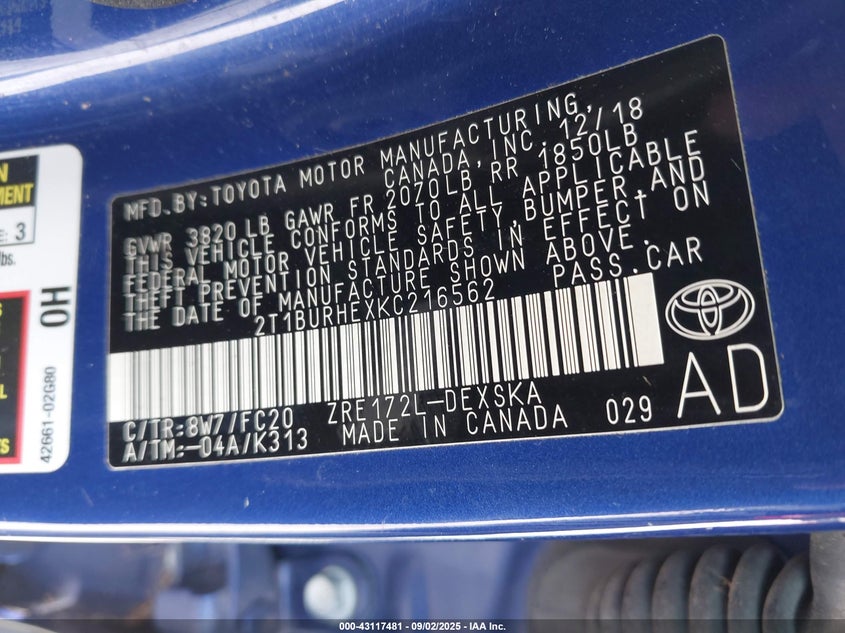 MFD.BY:TOYOTA MOTOR MANUFACTURING,
CANADA,INC. 12/18
GVWR 3820 LB GAWR FR 2070LB RR 1850LB
THIS VEHICLE CONFORMS TO ALL APPLICABLE
FEDERAL MOTOR VEHICLE SAFETY,BUMPER,AND
THEFT PREVENTION STANDARDS IN EFFECT ON
THE DATE OF MANUFACTURE SHOWN ABOVE.
2T1BURHEXKC216562 PASS.CAR
C/TR:8W7/FC20 ZRE172L-DEXSKA
A/TM:-04A/K313 MADE IN CANADA 029
AD
: 3
lbs.
OH
42661-02G80
000-43117481 - 09/02/2025 - IAA Inc.